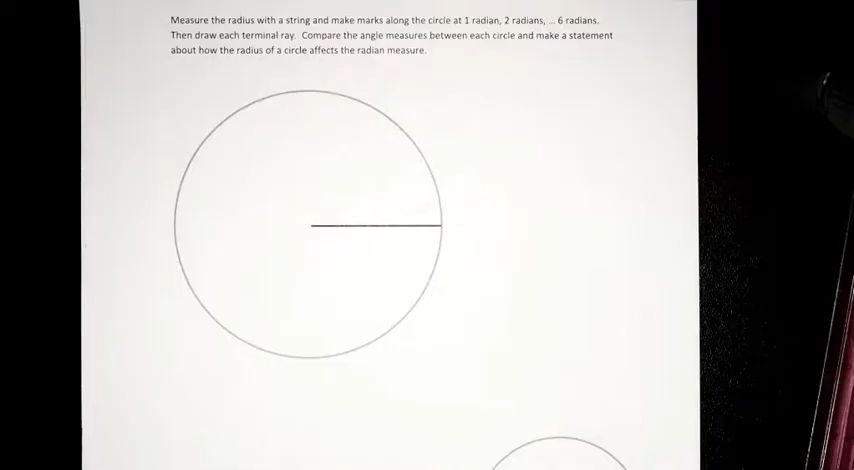 Measure the radius with a string and make marks along the circle at 1 radian, 2 radians, ... 6 radians.
Then draw each terminal ray. Compare the angle measures between each circle and make a statement
about how the radius of a circle affects the radian measure.